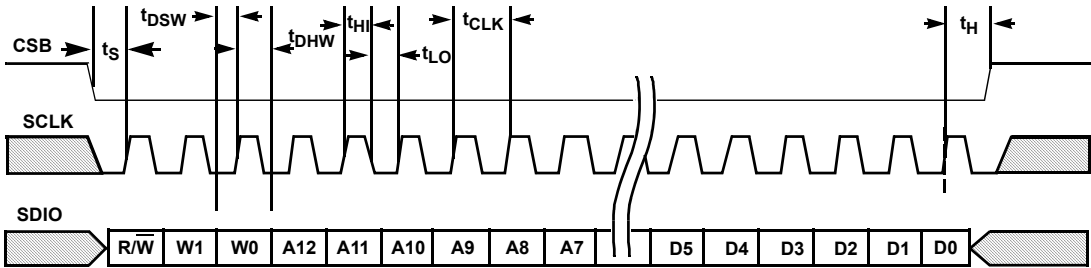 tDSW tHI tCLK tH
CSB tS tDHW tLO
SCLK
SDIO
R/W W1 W0 A12 A11 A10 A9 A8 A7 D5 D4 D3 D2 D1 D0